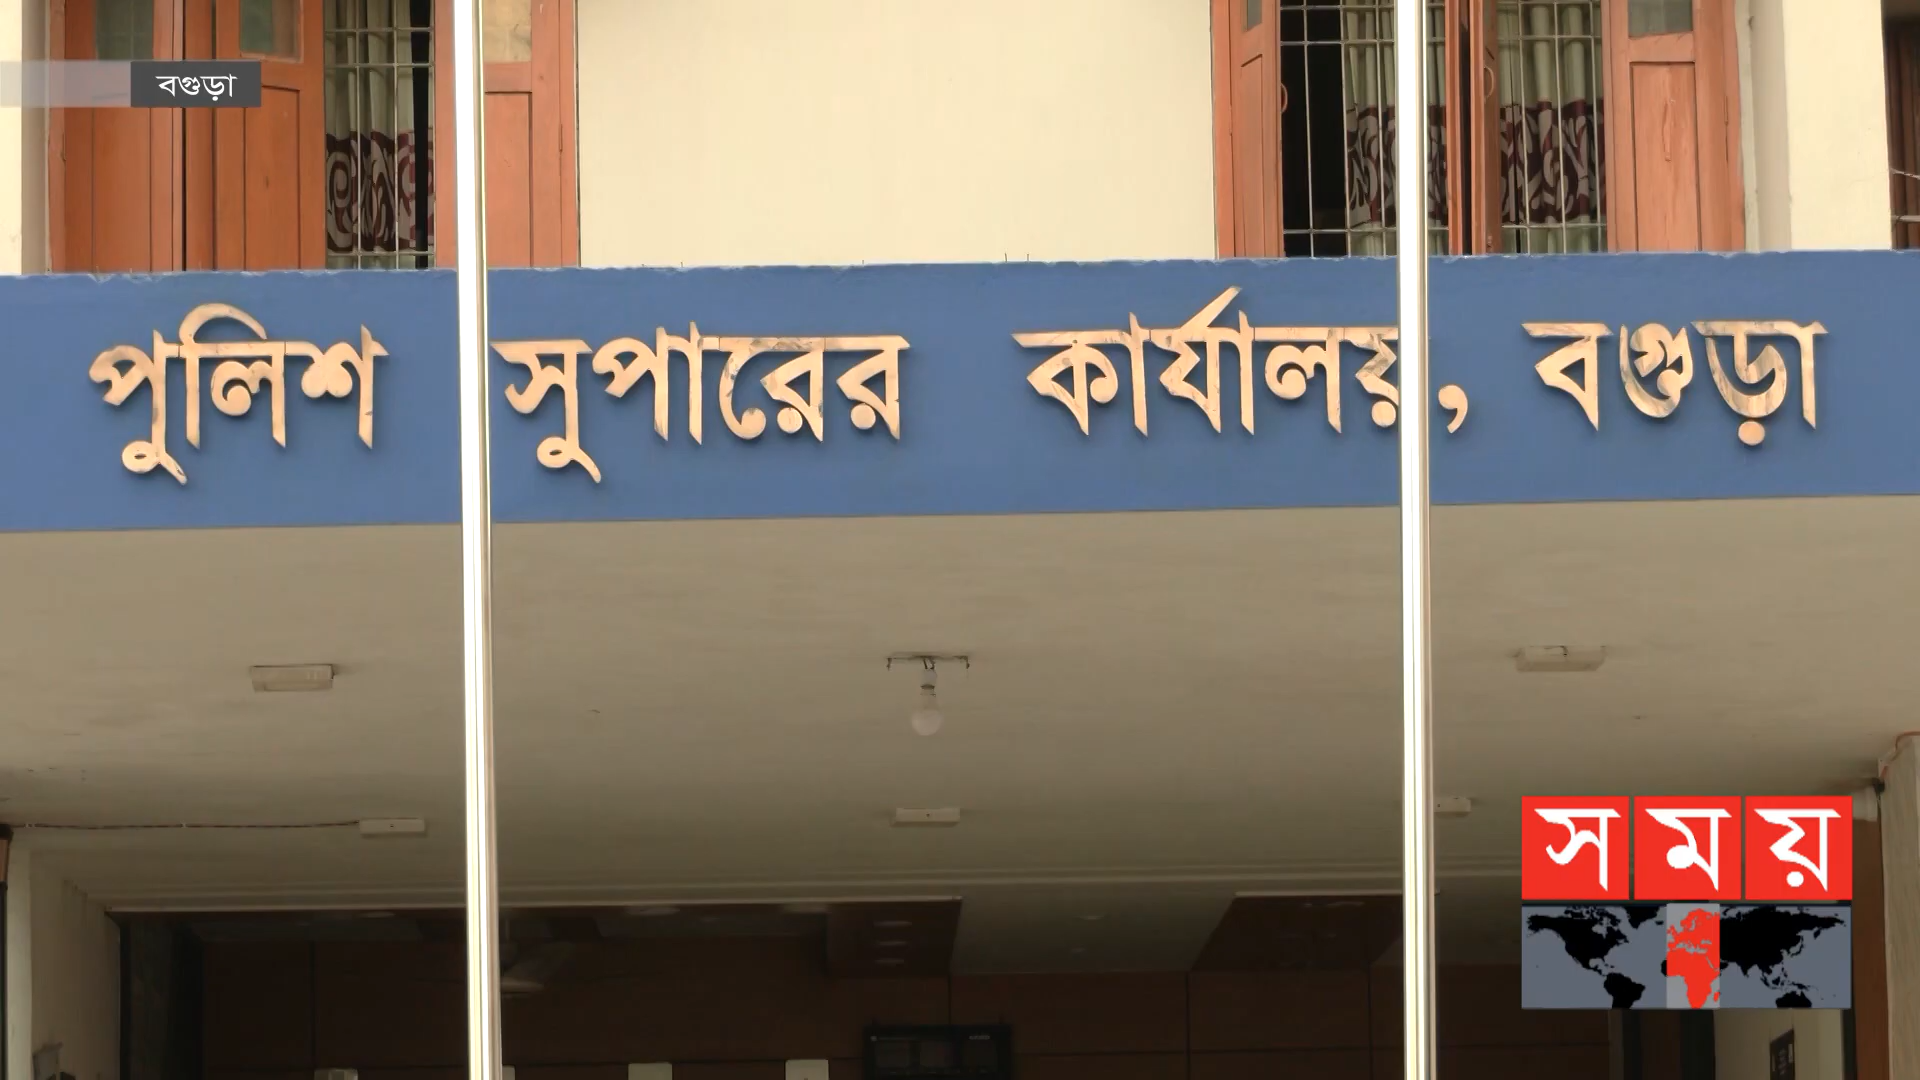 বগুড়া
পুলিশ সুপারের কার্যালয়, বগুড়া
সময়